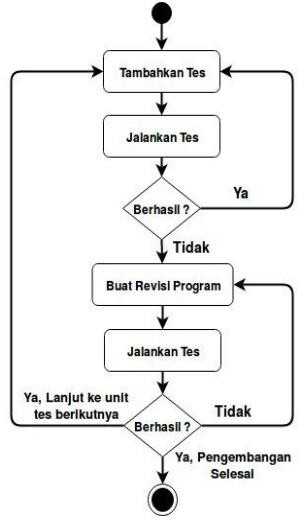 Tambahkan Tes
Jalankan Tes
Berhasil ?
Ya
Tidak
Buat Revisi Program
Jalankan Tes
Ya, Lanjut ke unit
tes berikutnya
Berhasil ?
Tidak
Ya, Pengembangan
Selesai